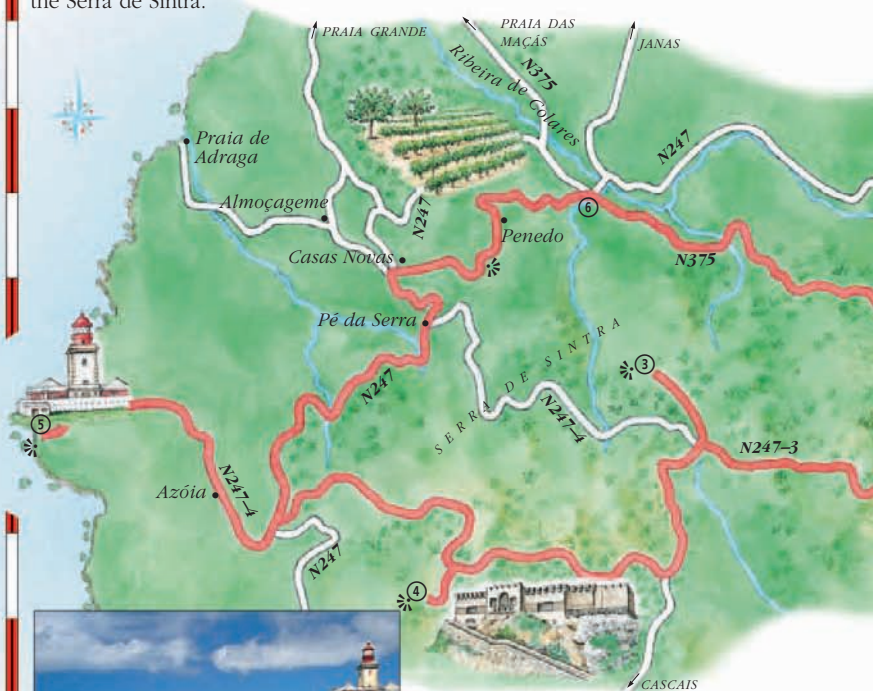 the Serra de Sintra.
PRAIA GRANDE
PRAIA DAS
MAÇÁS
JANAS
Ribeira de Colares
N375
N247
Praia de
Adraga
Almoçageme
N247
6
Penedo
Casas Novas
N375
Pé da Serra
SERRA DE SINTRA
3
N247
N247-4
N247-3
5
Azóia
N247-4
N247
4
CASCAIS